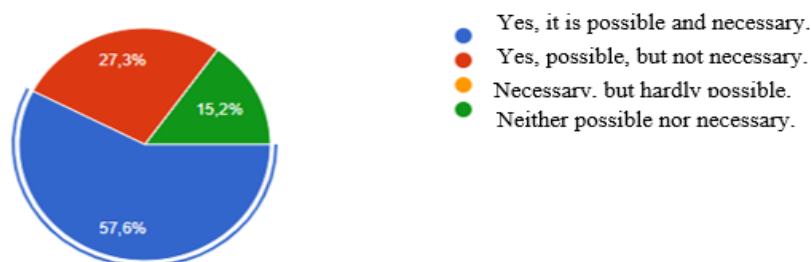 27,3%
15,2%
57,6%
Yes, it is possible and necessary.
Yes, possible, but not necessary.
Necessary, but hardly possible.
Neither possible nor necessary.